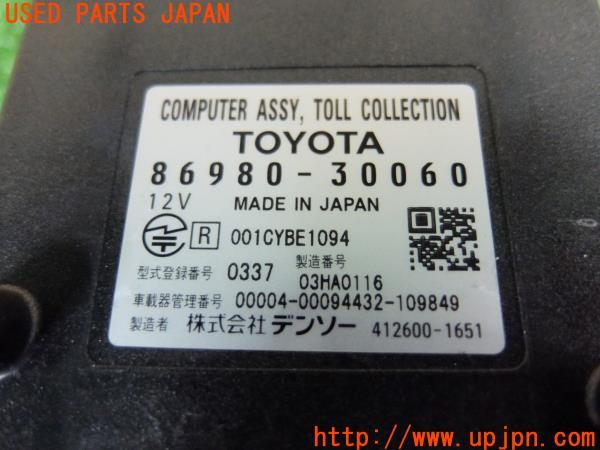 USED PARTS JAPAN
COMPUTER ASSY, TOLL COLLECTION
TOYOTA
86980-30060
12V MADE IN JAPAN
R 001CYBE1094
型式登録番号 0337 製造番号 03HA0116
車載器管理番号 00004-00094432-109849
製造者 株式会社 デンソー 412600-1651
http://www.upjpn.com/